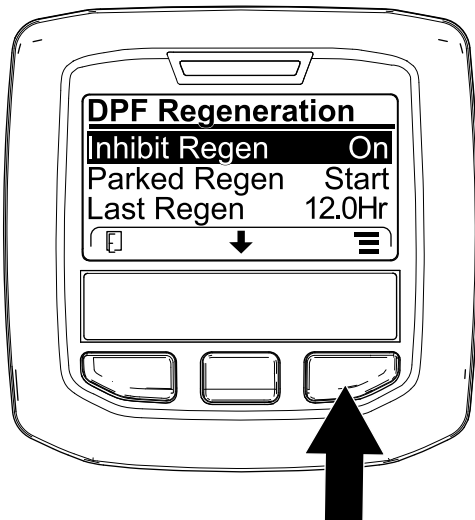 DPF Regeneration
Inhibit Regen On
Parked Regen Start
Last Regen 12.0Hr